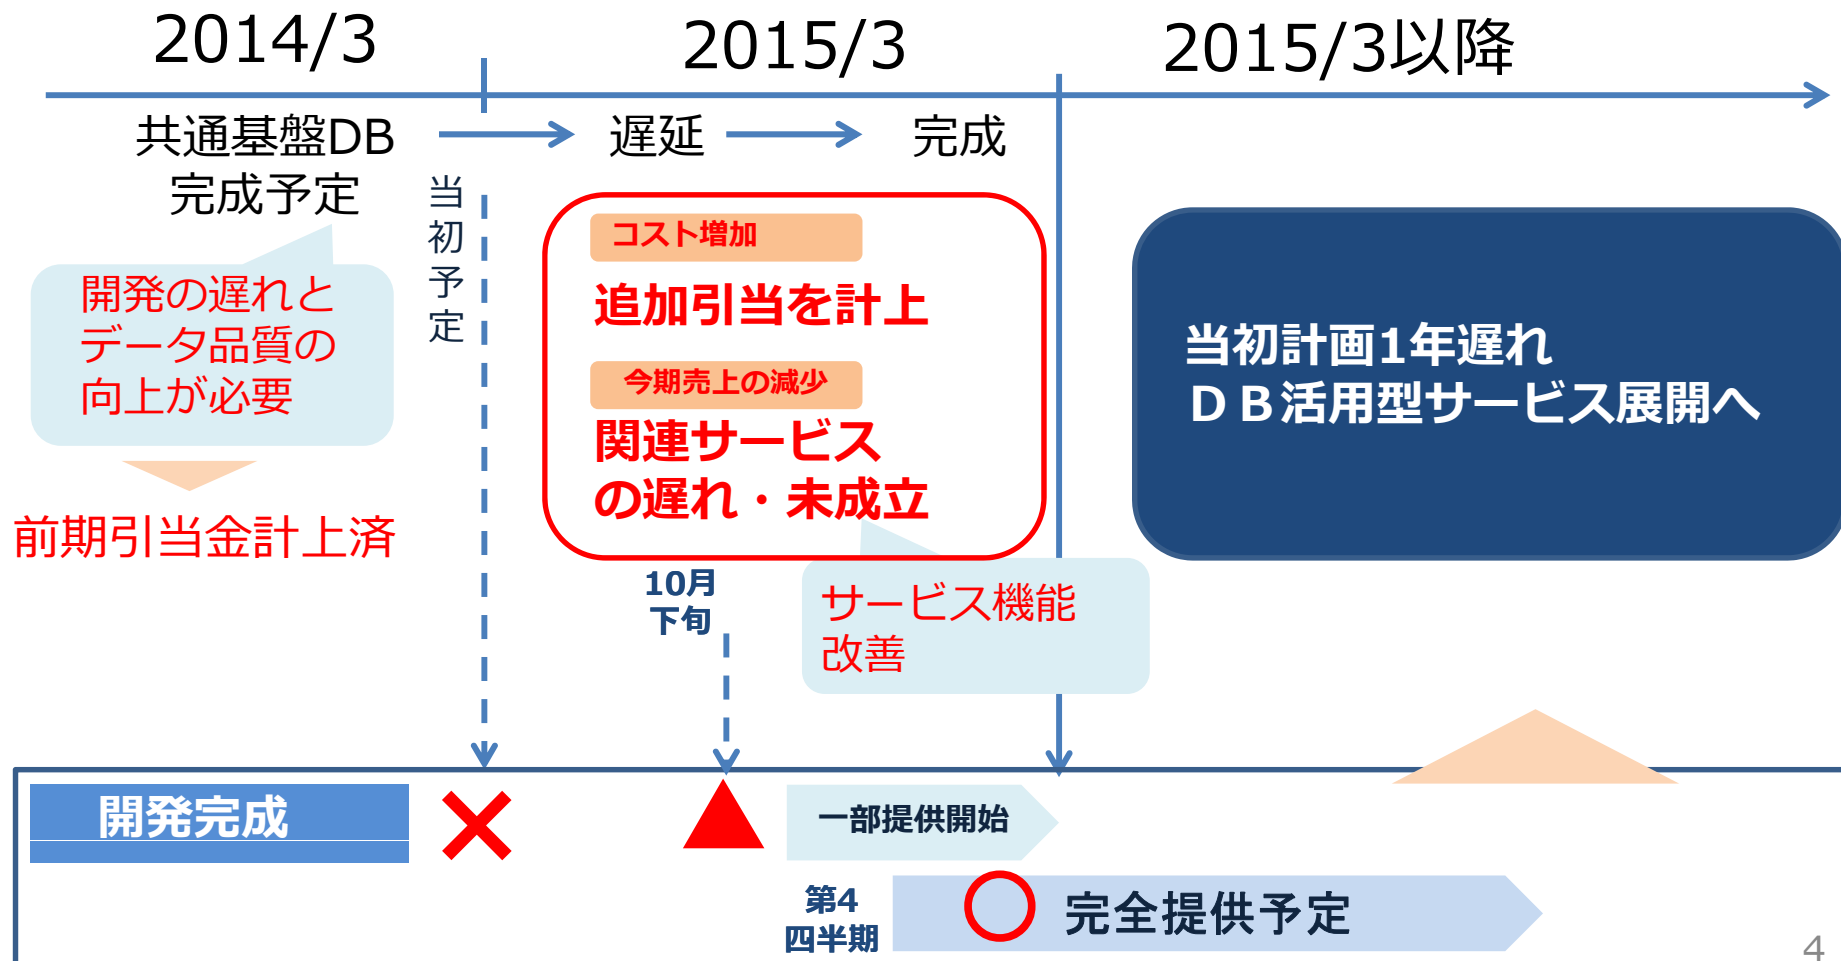 2014/3
2015/3
2015/3以降
共通基盤DB
完成予定
遅延
完成
当初予定
開発の遅れと
データ品質の
向上が必要
前期引当金計上済
コスト増加
追加引当を計上
今期売上の減少
関連サービス
の遅れ・未成立
サービス機能
改善
10月
下旬
当初計画1年遅れ
ＤＢ活用型サービス展開へ
開発完成
一部提供開始
第4
四半期
完全提供予定
4